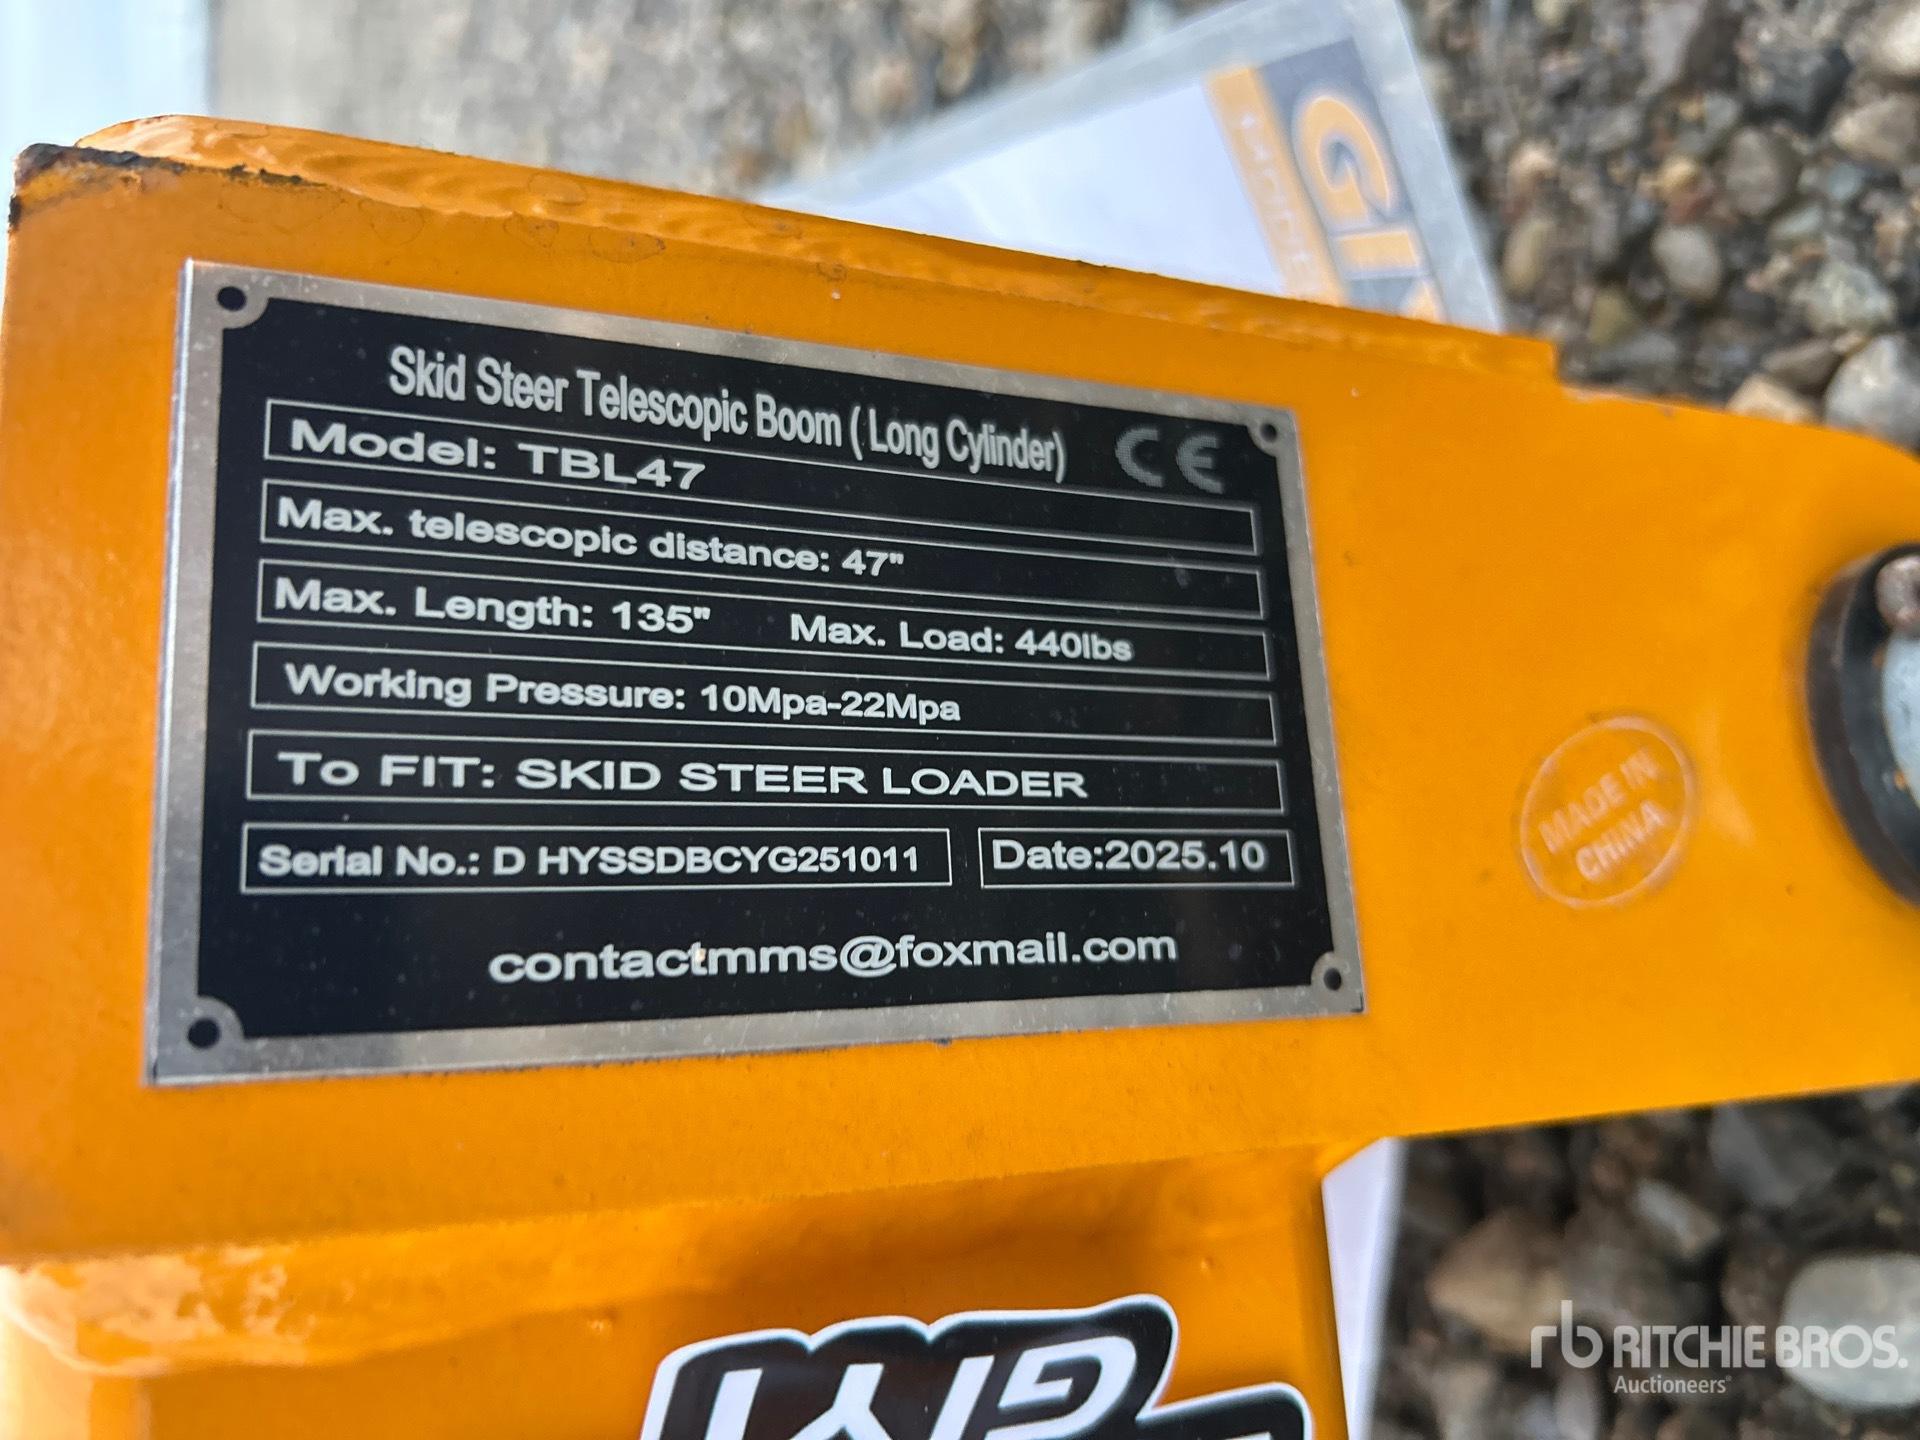 Skid Steer Telescopic Boom ( Long Cylinder) CE
Model: TBL47
Max. telescopic distance: 47"
Max. Length: 135" Max. Load: 440lbs
Working Pressure: 10Mpa-22Mpa
To FIT: SKID STEER LOADER
Serial No.: D HYSSDBCYG251011 Date:2025.10
contactmms@foxmail.com
MADE IN
CHINA
GIY
rb RITCHIE BROS.
Auctioneers